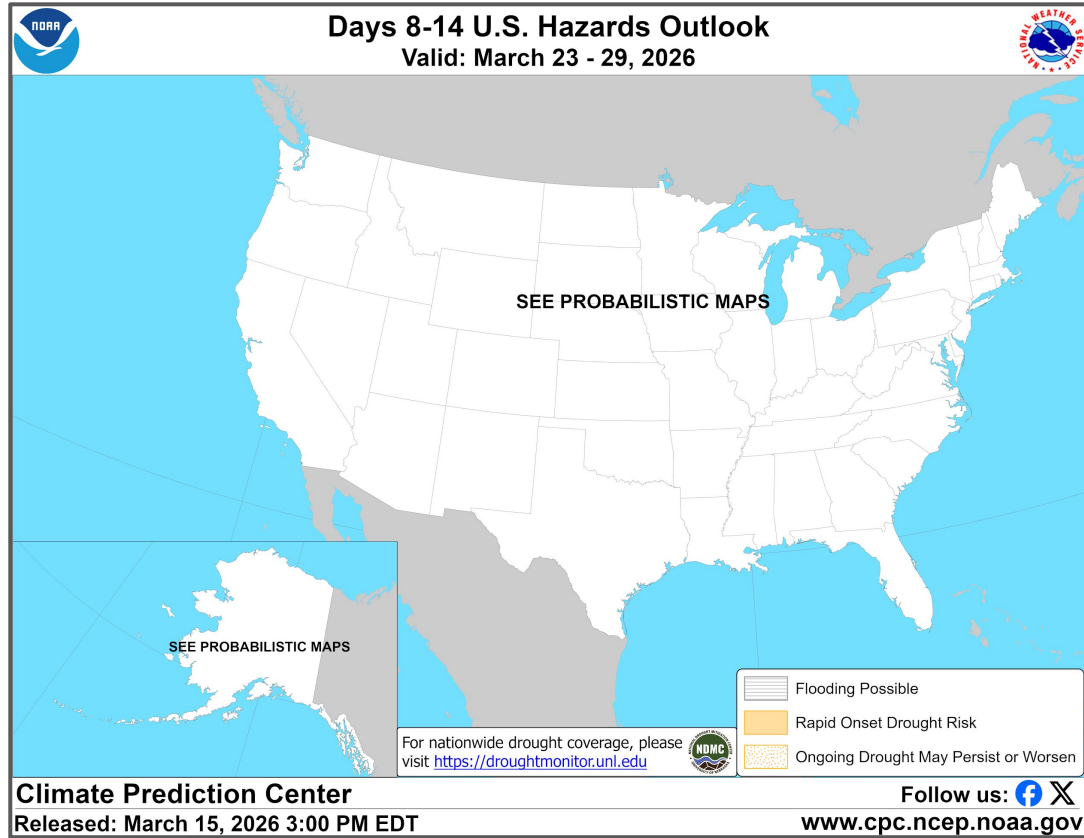 NOAA
Days 8-14 U.S. Hazards Outlook
Valid: March 23 - 29, 2026
NATIONAL WEATHER SERVICE
SEE PROBABILISTIC MAPS
SEE PROBABILISTIC MAPS
Flooding Possible
Rapid Onset Drought Risk
Ongoing Drought May Persist or Worsen
For nationwide drought coverage, please
visit https://droughtmonitor.unl.edu
NDMC
Climate Prediction Center
Follow us:
Released: March 15, 2026 3:00 PM EDT
www.cpc.ncep.noaa.gov